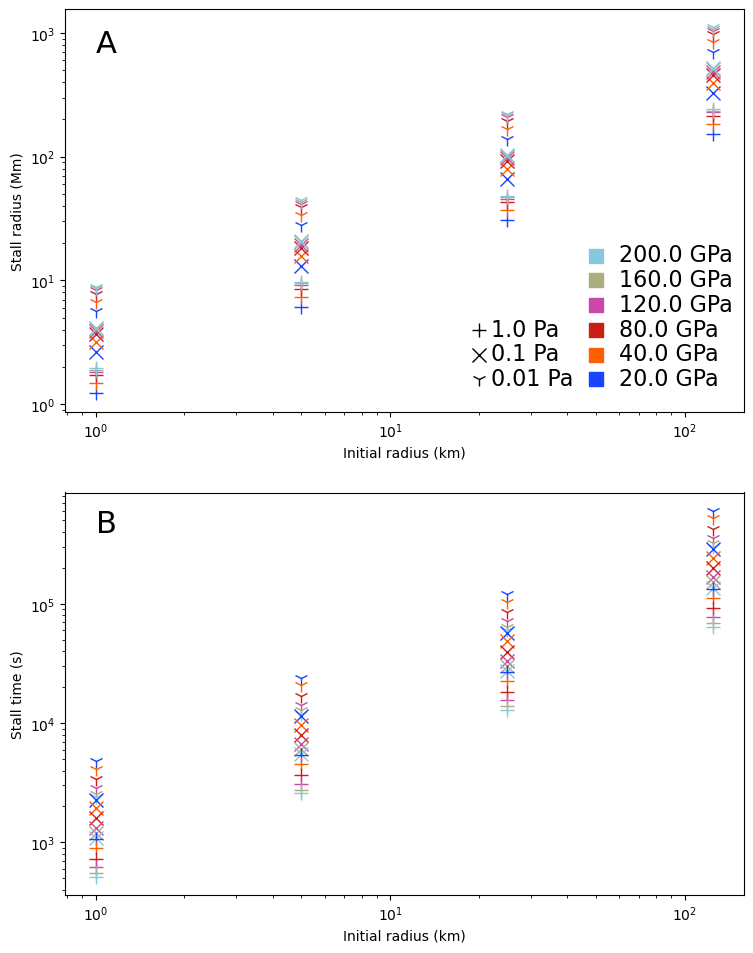 A
10³
10²
10¹
10⁰
Stall radius (Mm)
200.0 GPa
160.0 GPa
120.0 GPa
1.0 Pa 80.0 GPa
0.1 Pa 40.0 GPa
0.01 Pa 20.0 GPa
10⁰ 10¹ 10²
Initial radius (km)
B
10⁵
10⁴
10³
Stall time (s)
10⁰ 10¹ 10²
Initial radius (km)